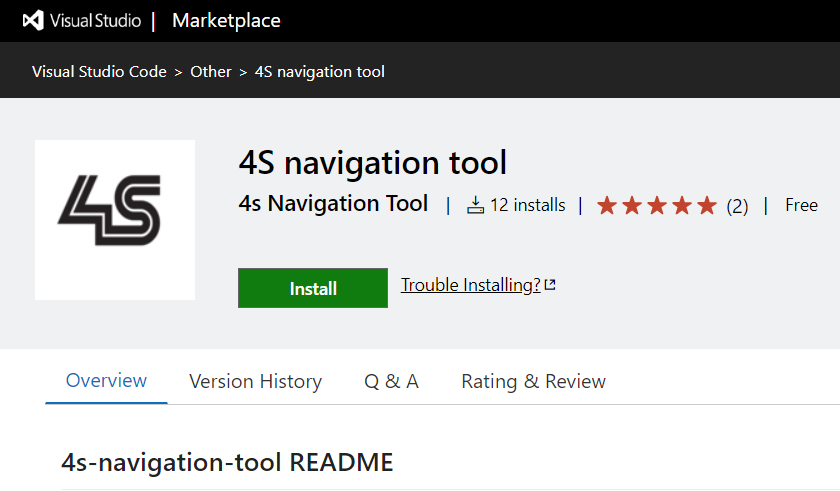 Visual Studio | Marketplace
Visual Studio Code > Other > 4S navigation tool
4S
4S navigation tool
4s Navigation Tool | 12 installs | (2) | Free
Install Trouble Installing?
Overview Version History Q & A Rating & Review
4s-navigation-tool README